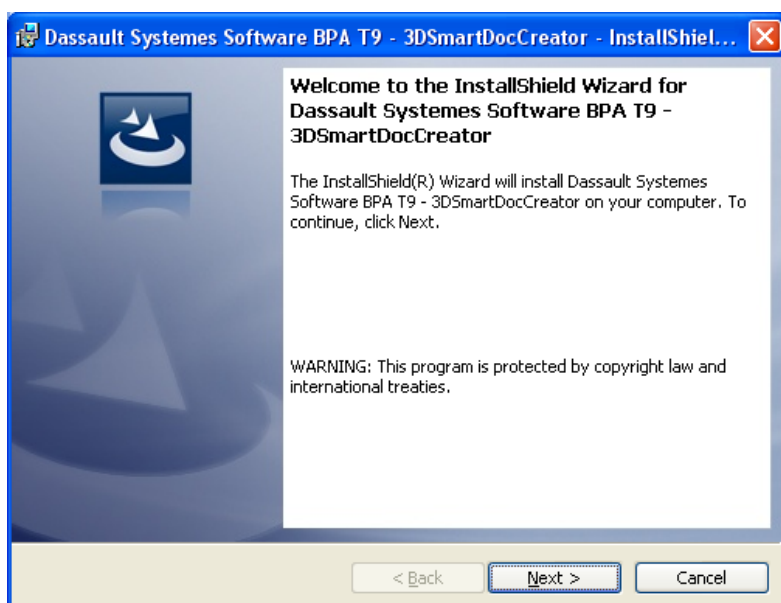 Dassault Systemes Software BPA T9 - 3DSmartDocCreator - InstallShiel...
Welcome to the InstallShield Wizard for
Dassault Systemes Software BPA T9 -
3DSmartDocCreator
The InstallShield(R) Wizard will install Dassault Systemes
Software BPA T9 - 3DSmartDocCreator on your computer. To
continue, click Next.
WARNING: This program is protected by copyright law and
international treaties.
< Back
Next >
Cancel